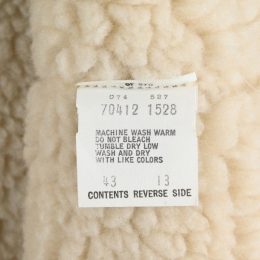 D74 527
70412 1528
MACHINE WASH WARM
DO NOT BLEACH
TUMBLE DRY LOW
WASH AND DRY
WITH LIKE COLORS
43 13
CONTENTS REVERSE SIDE